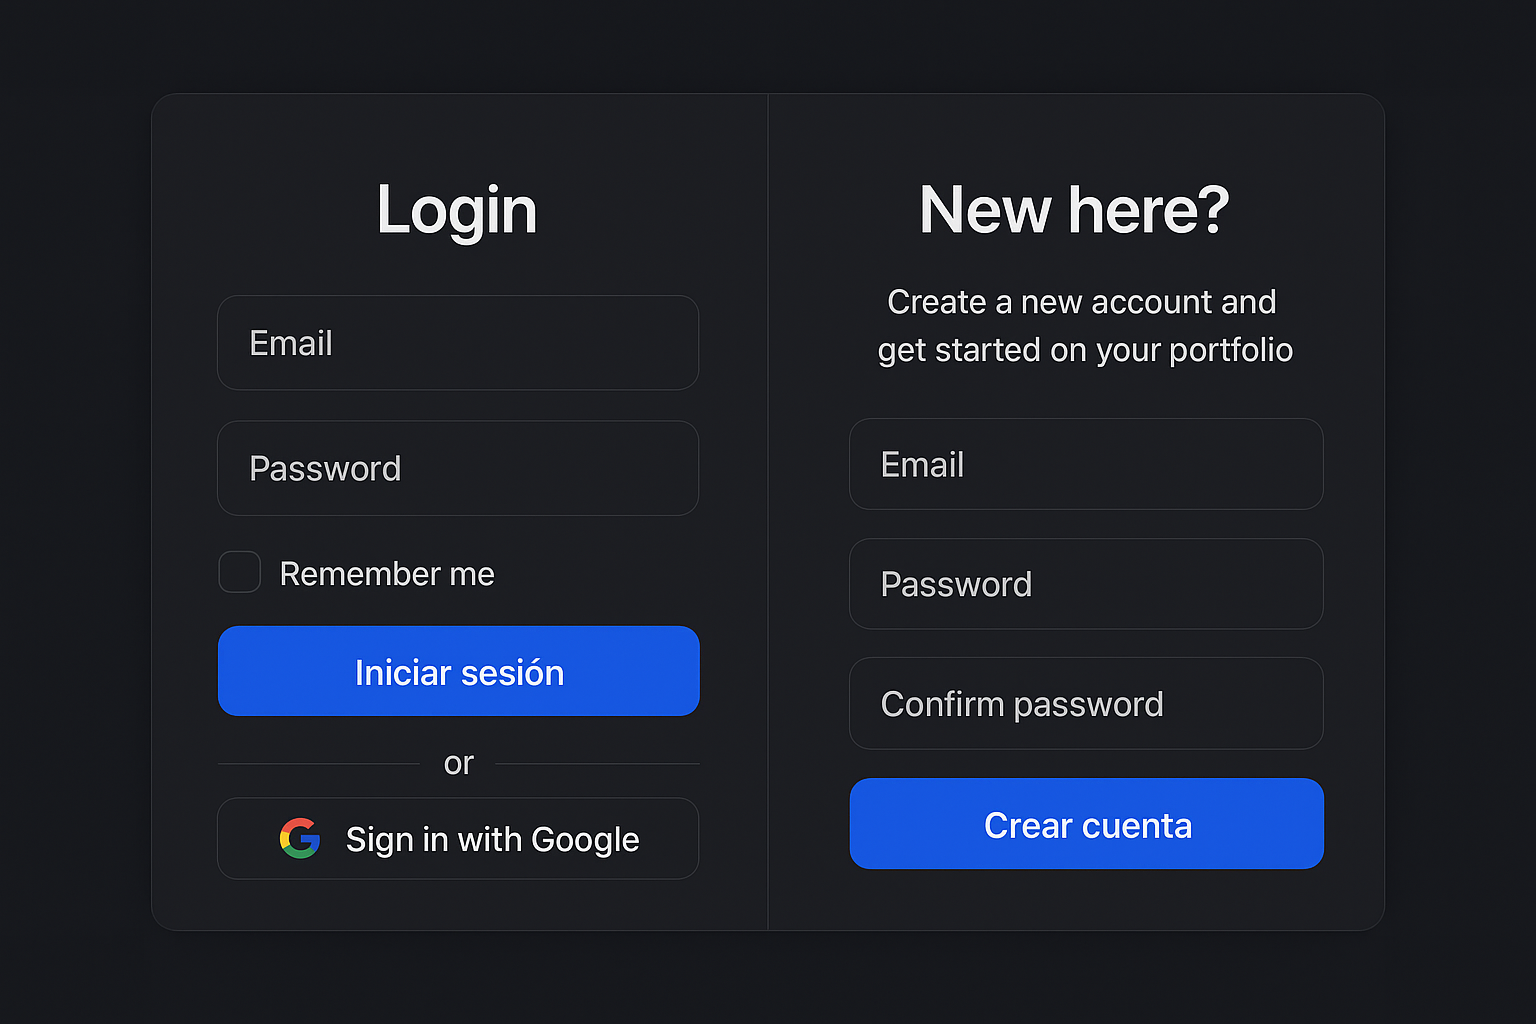 Login
Email
Password
Remember me
Iniciar sesión
or
Sign in with Google
New here?
Create a new account and
get started on your portfolio
Email
Password
Confirm password
Crear cuenta